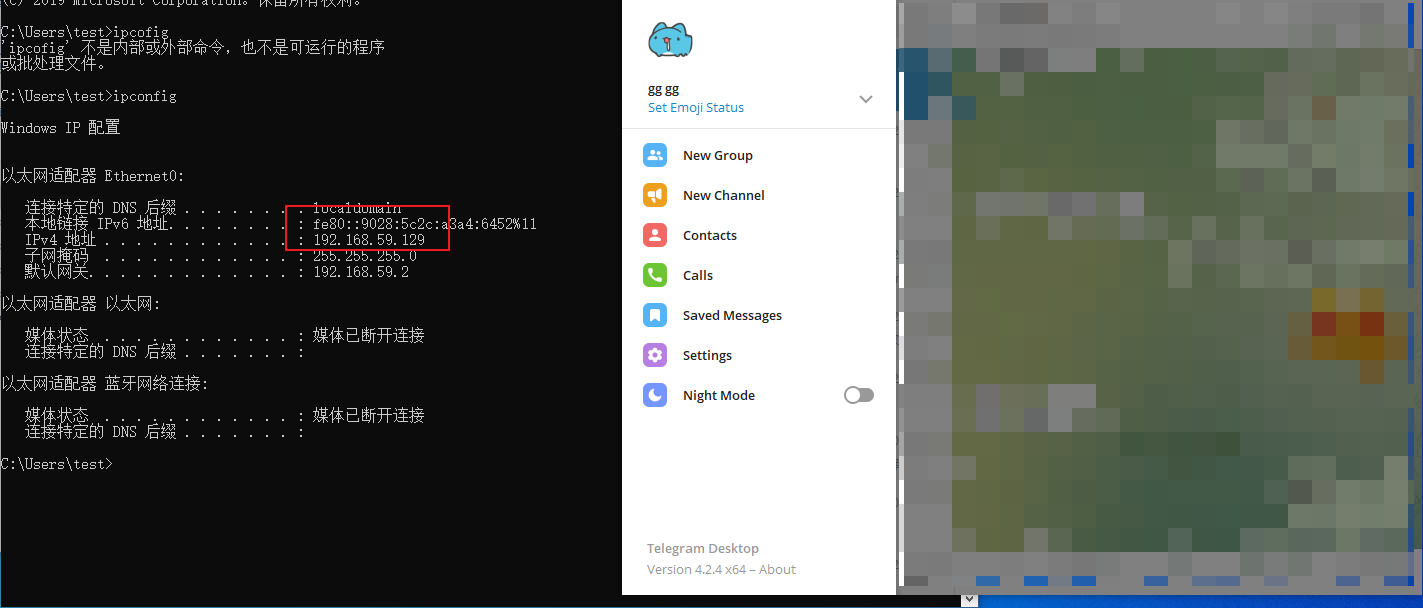 (c) 2019 Microsoft Corporation。保留所有权利。
C:\Users\test>ipcofig
'ipcofig' 不是内部或外部命令，也不是可运行的程序
或批处理文件。
C:\Users\test>ipconfig
Windows IP 配置
以太网适配器 Ethernet0:
连接特定的 DNS 后缀 . . . . . . . : localdomain
本地链接 IPv6 地址. . . . . . . . : fe80::9028:5c2c:a3a4:6452%11
IPv4 地址 . . . . . . . . . . . . : 192.168.59.129
子网掩码 . . . . . . . . . . . . : 255.255.255.0
默认网关. . . . . . . . . . . . . : 192.168.59.2
以太网适配器 以太网:
媒体状态 . . . . . . . . . . . . : 媒体已断开连接
连接特定的 DNS 后缀 . . . . . . . :
以太网适配器 蓝牙网络连接:
媒体状态 . . . . . . . . . . . . : 媒体已断开连接
连接特定的 DNS 后缀 . . . . . . . :
C:\Users\test>
gg gg
Set Emoji Status
New Group
New Channel
Contacts
Calls
Saved Messages
Settings
Night Mode
Telegram Desktop
Version 4.2.4 x64 – About